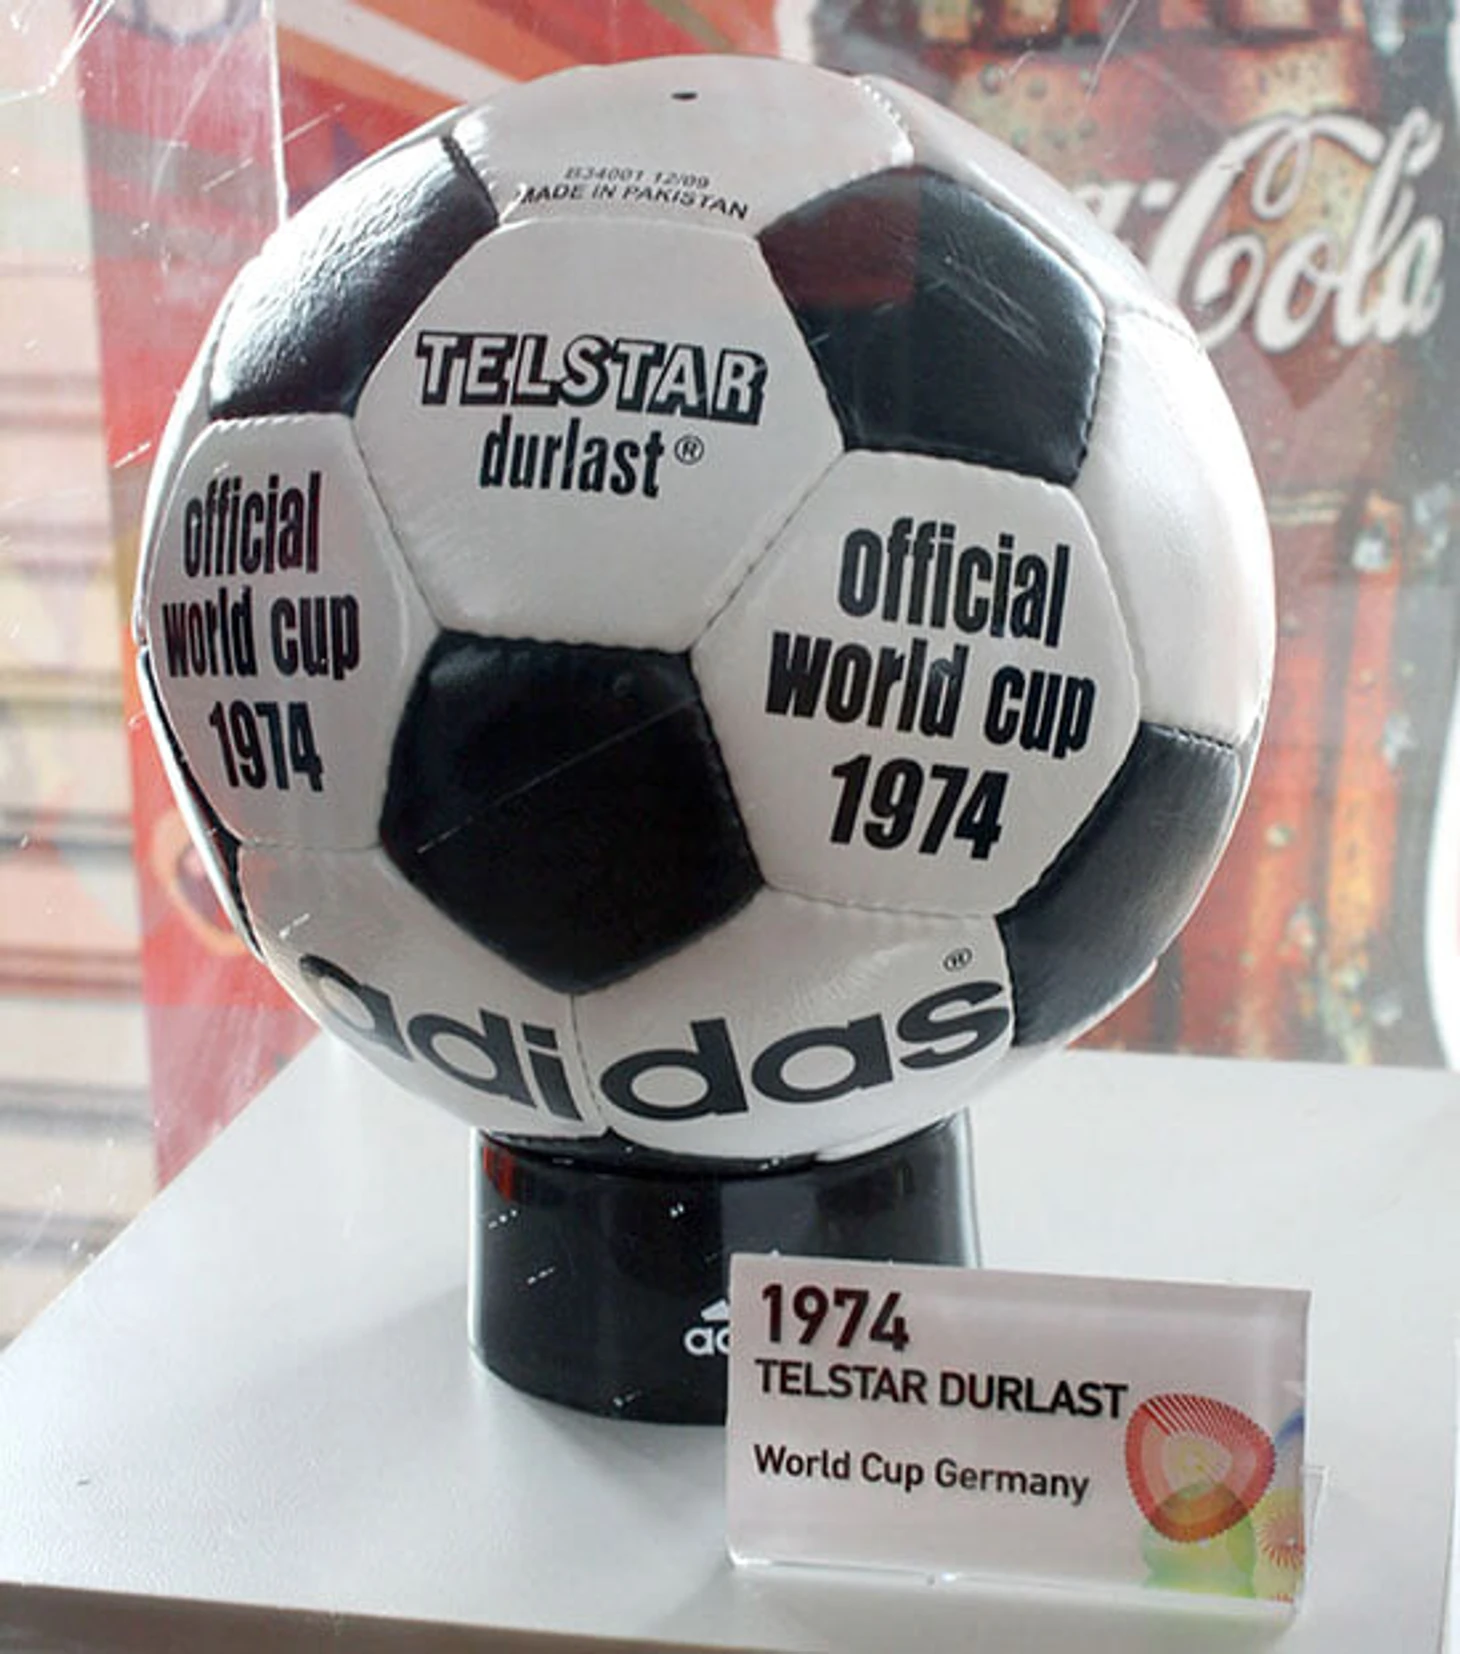 B34001 12/09
MADE IN PAKISTAN
TELSTAR
durlast®
official
world cup
1974
official
world cup
1974
adidas®
Cola
1974
TELSTAR DURLAST
World Cup Germany